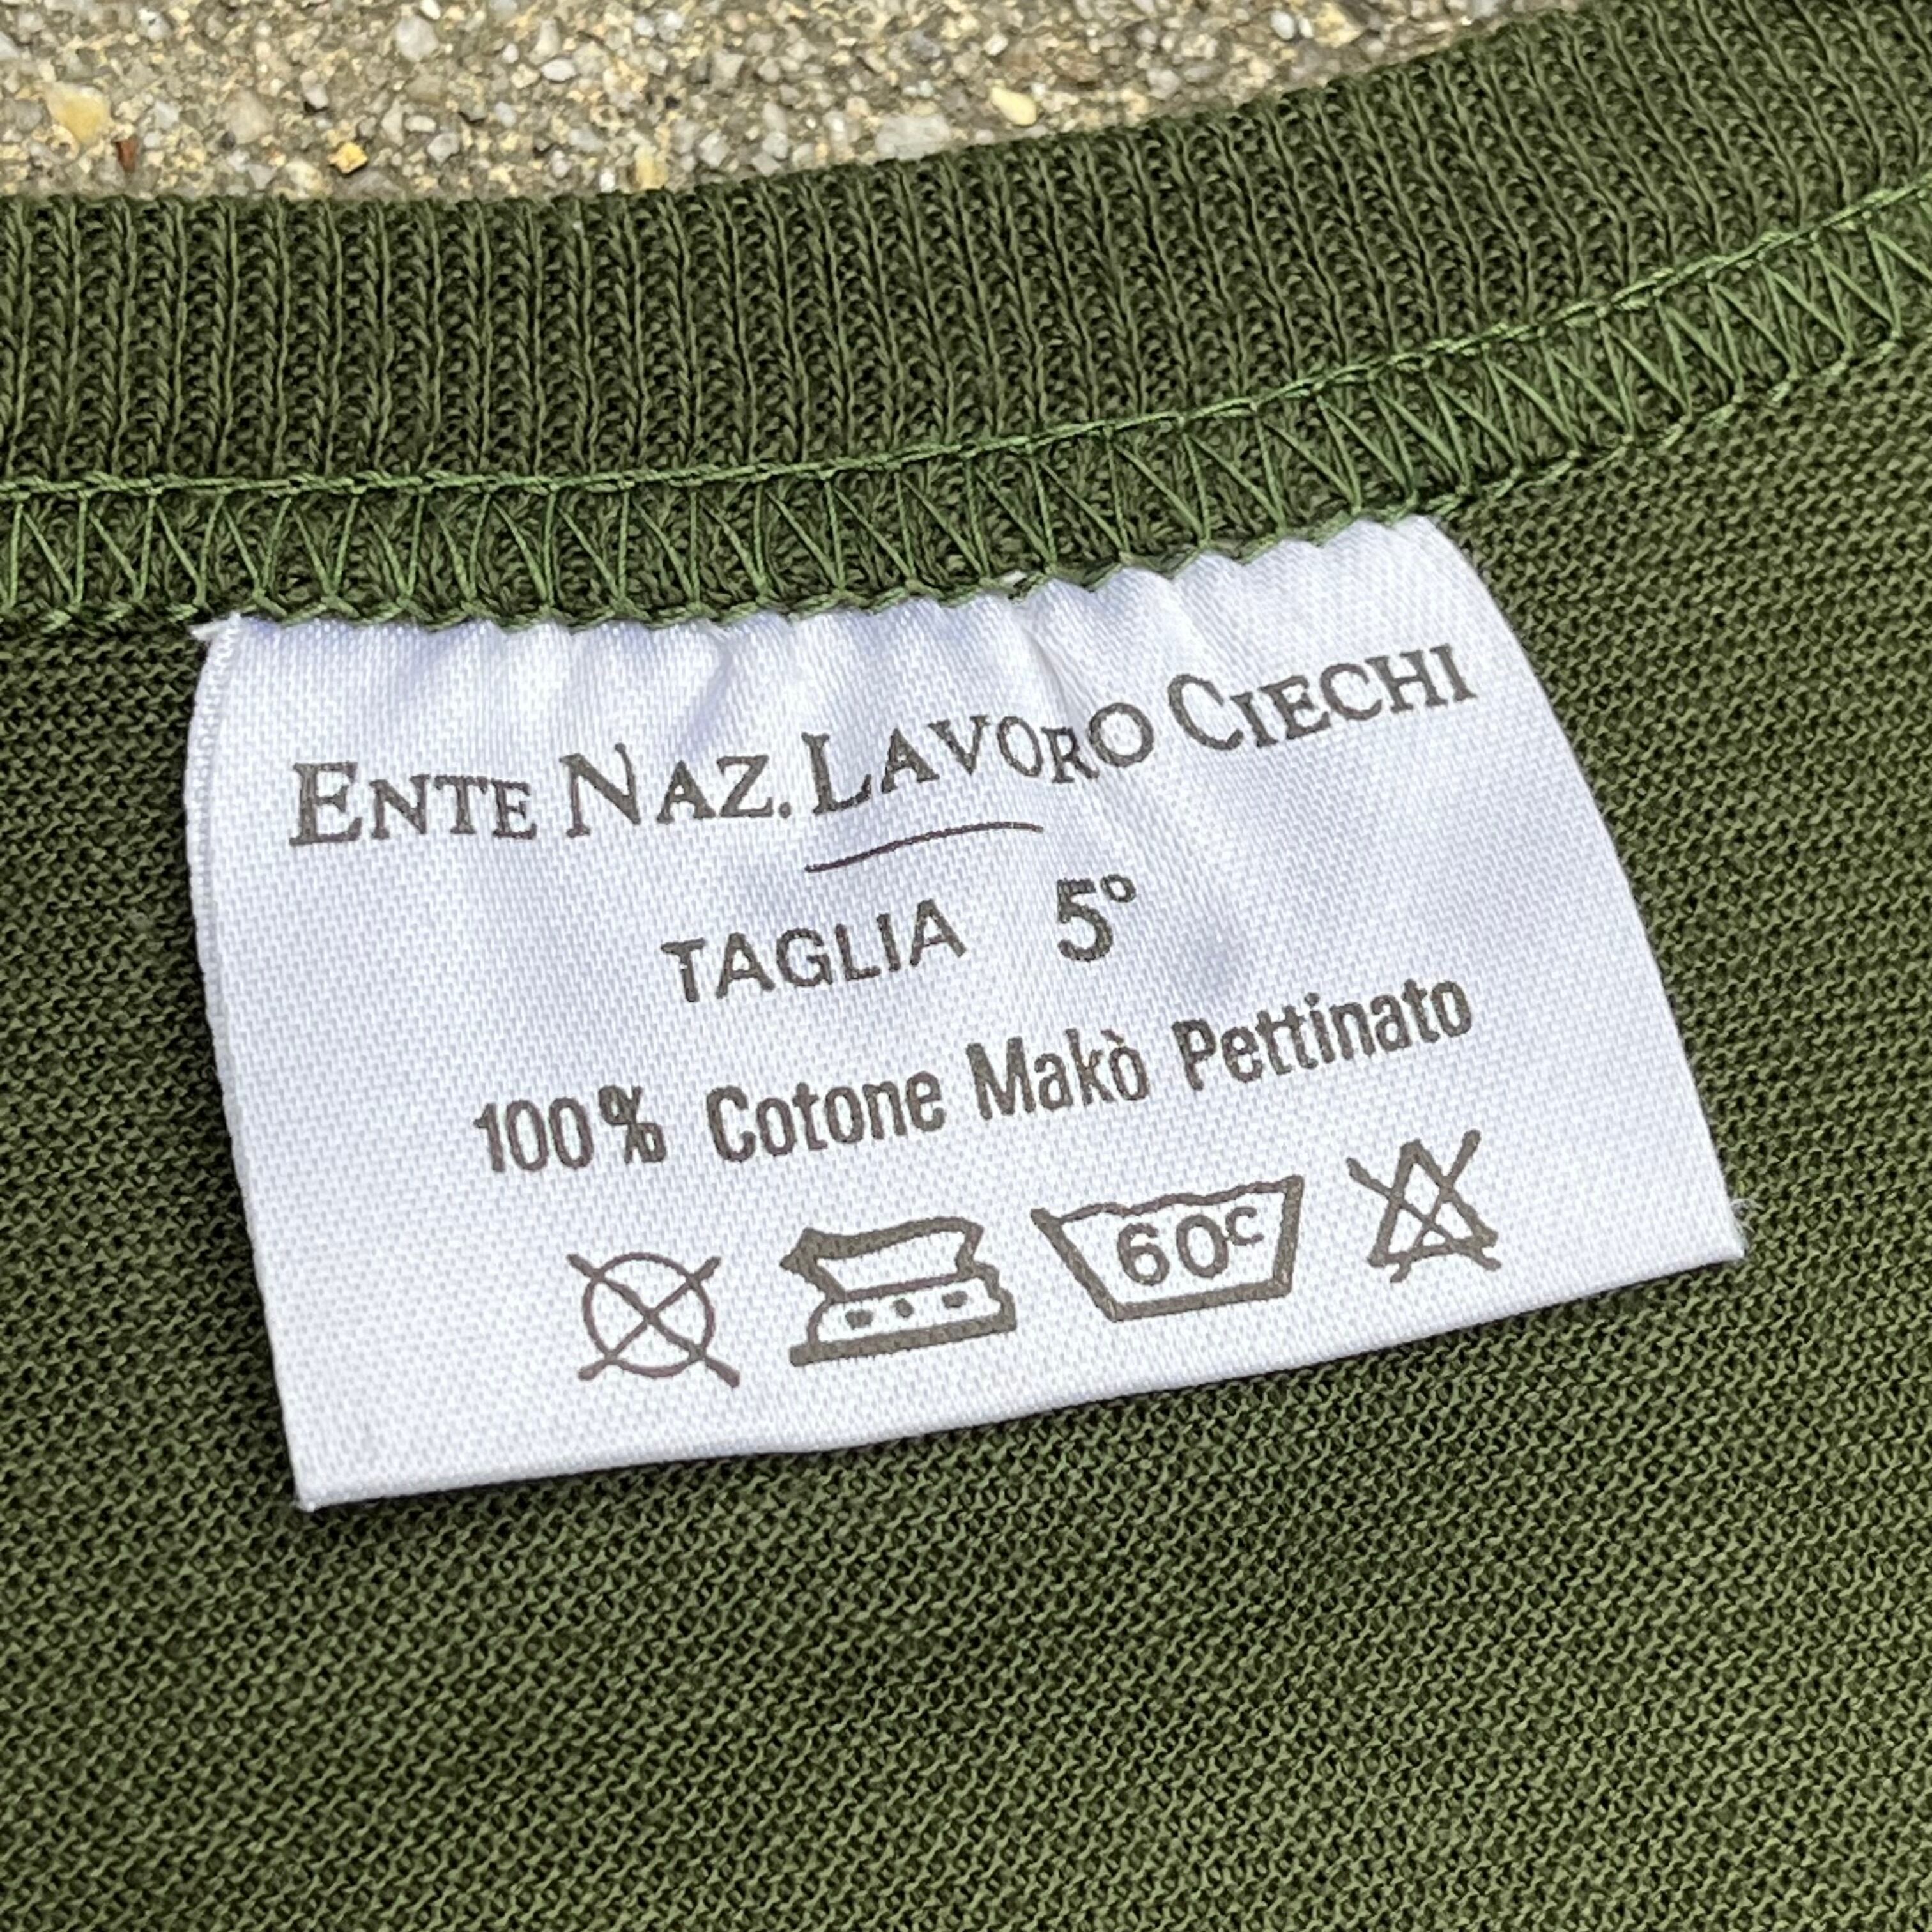 ENTE NAZ. LAVORO CIECHI
TAGLIA 5°
100% Cotone Makò Pettinato
60c